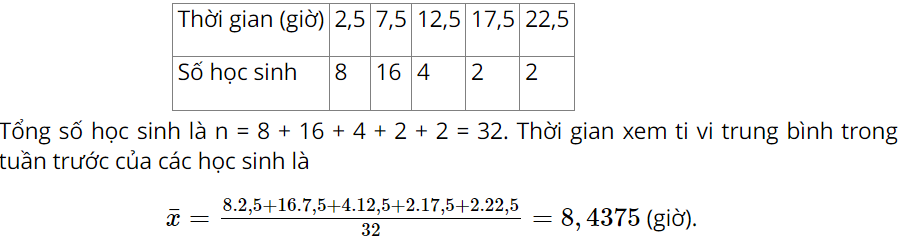 Thời gian (giờ) 2,5 7,5 12,5 17,5 22,5
Số học sinh 8 16 4 2 2
Tổng số học sinh là n = 8 + 16 + 4 + 2 + 2 = 32. Thời gian xem ti vi trung bình trong
tuần trước của các học sinh là
x̄ = \frac{8.2,5+16.7,5+4.12,5+2.17,5+2.22,5}{32} = 8,4375 (giờ).